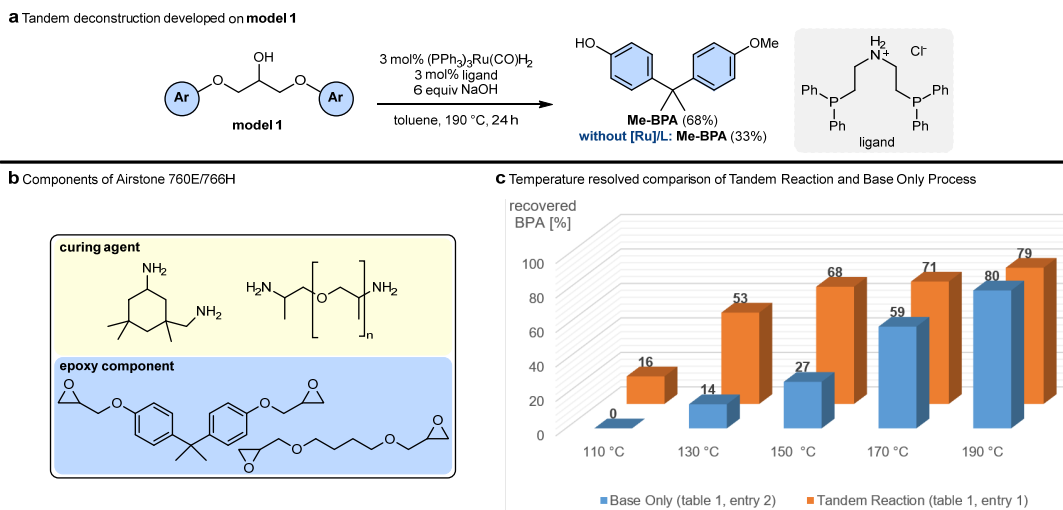 a Tandem deconstruction developed on model 1
Ar
O
OH
O
Ar
model 1
3 mol% (PPh₃)₃Ru(CO)H₂
3 mol% ligand
6 equiv NaOH
toluene, 190 °C, 24 h
HO
OMe
Me-BPA (68%)
without [Ru]/L: Me-BPA (33%)
H₂
N⁺
Cl⁻
Ph
P
Ph
Ph
P
Ph
ligand
b Components of Airstone 760E/766H
curing agent
NH₂
NH₂
H₂N
O
NH₂
n
epoxy component
O
O
O
O
O
O
O
O
c Temperature resolved comparison of Tandem Reaction and Base Only Process
recovered
BPA [%]
100
80
60
40
20
0
16
53
68
71
79
0
14
27
59
80
110 °C
130 °C
150 °C
170 °C
190 °C
Base Only (table 1, entry 2)
Tandem Reaction (table 1, entry 1)